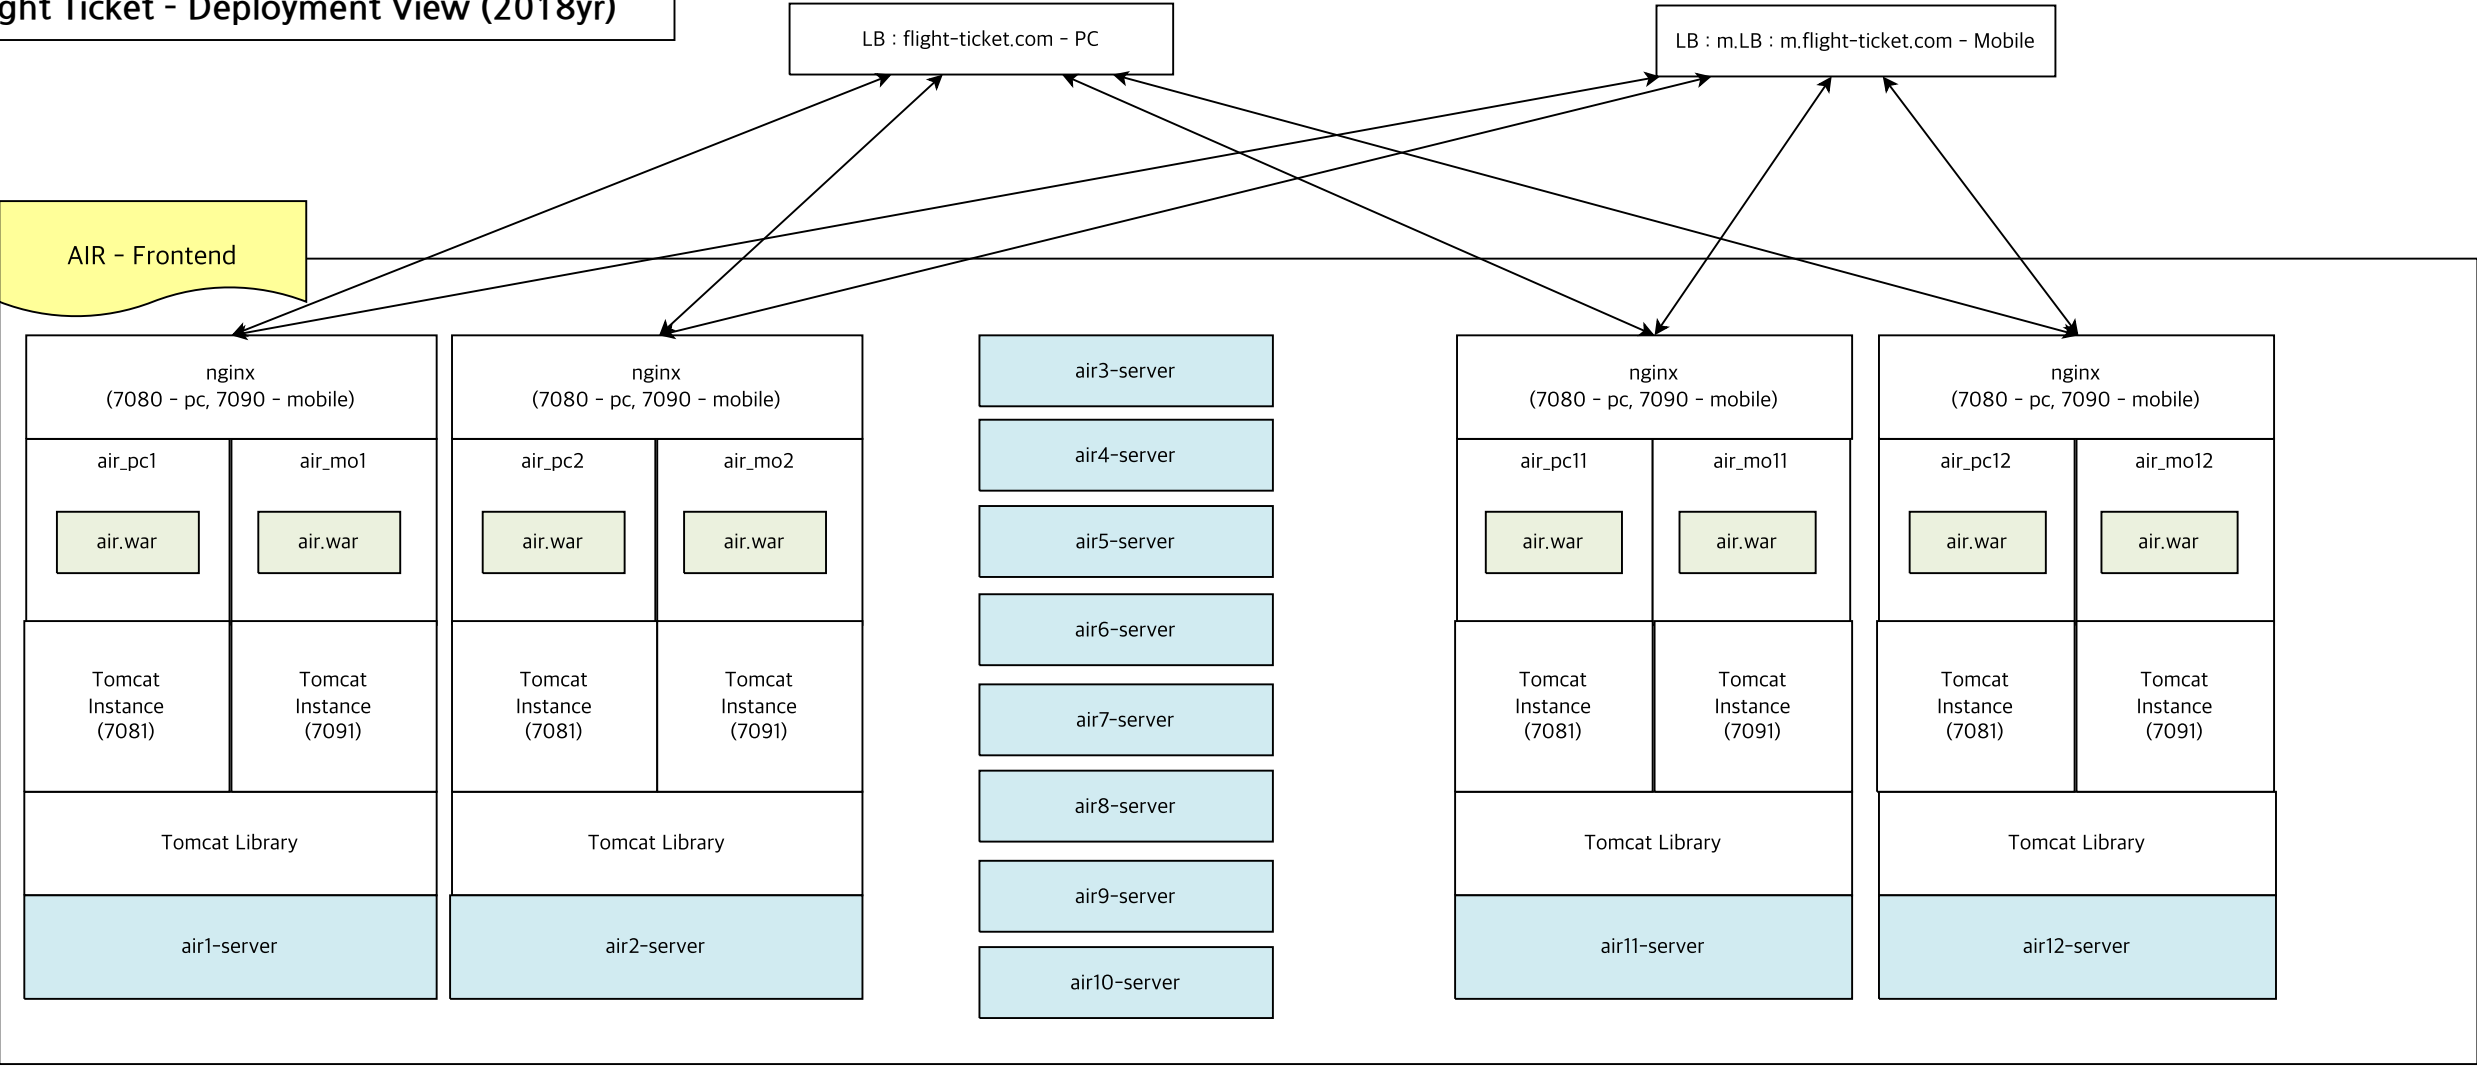 ght Ticket - Deployment View (2018yr)
LB : flight-ticket.com - PC
LB : m.LB : m.flight-ticket.com - Mobile
AIR - Frontend
nginx
(7080 - pc, 7090 - mobile)
air_pc1
air_mo1
air.war
air.war
Tomcat
Instance
(7081)
Tomcat
Instance
(7091)
Tomcat Library
air1-server
nginx
(7080 - pc, 7090 - mobile)
air_pc2
air_mo2
air.war
air.war
Tomcat
Instance
(7081)
Tomcat
Instance
(7091)
Tomcat Library
air2-server
air3-server
air4-server
air5-server
air6-server
air7-server
air8-server
air9-server
air10-server
nginx
(7080 - pc, 7090 - mobile)
air_pc11
air_mo11
air.war
air.war
Tomcat
Instance
(7081)
Tomcat
Instance
(7091)
Tomcat Library
air11-server
nginx
(7080 - pc, 7090 - mobile)
air_pc12
air_mo12
air.war
air.war
Tomcat
Instance
(7081)
Tomcat
Instance
(7091)
Tomcat Library
air12-server